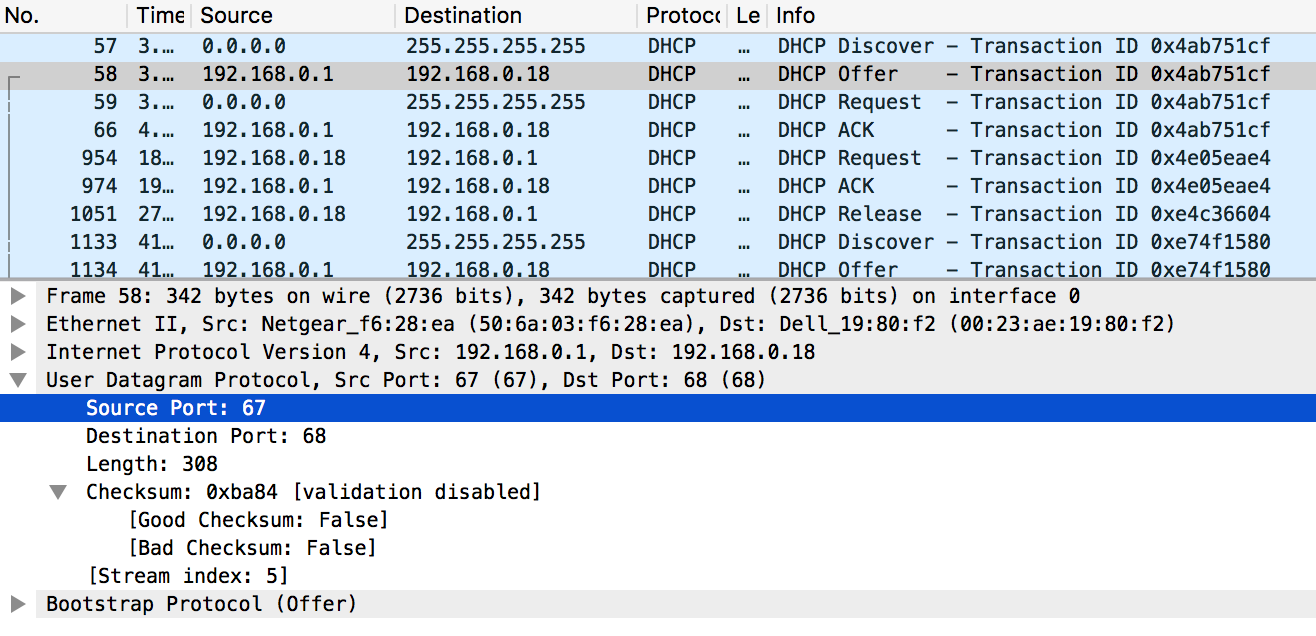 No. Time Source Destination Protoco Le Info
57 3.… 0.0.0.0 255.255.255.255 DHCP … DHCP Discover – Transaction ID 0x4ab751cf
58 3.… 192.168.0.1 192.168.0.18 DHCP … DHCP Offer – Transaction ID 0x4ab751cf
59 3.… 0.0.0.0 255.255.255.255 DHCP … DHCP Request – Transaction ID 0x4ab751cf
66 4.… 192.168.0.1 192.168.0.18 DHCP … DHCP ACK – Transaction ID 0x4ab751cf
954 18… 192.168.0.18 192.168.0.1 DHCP … DHCP Request – Transaction ID 0x4e05eae4
974 19… 192.168.0.1 192.168.0.18 DHCP … DHCP ACK – Transaction ID 0x4e05eae4
1051 27… 192.168.0.18 192.168.0.1 DHCP … DHCP Release – Transaction ID 0xe4c36604
1133 41… 0.0.0.0 255.255.255.255 DHCP … DHCP Discover – Transaction ID 0xe74f1580
1134 41… 192.168.0.1 192.168.0.18 DHCP … DHCP Offer – Transaction ID 0xe74f1580
Frame 58: 342 bytes on wire (2736 bits), 342 bytes captured (2736 bits) on interface 0
Ethernet II, Src: Netgear_f6:28:ea (50:6a:03:f6:28:ea), Dst: Dell_19:80:f2 (00:23:ae:19:80:f2)
Internet Protocol Version 4, Src: 192.168.0.1, Dst: 192.168.0.18
User Datagram Protocol, Src Port: 67 (67), Dst Port: 68 (68)
Source Port: 67
Destination Port: 68
Length: 308
Checksum: 0xba84 [validation disabled]
[Good Checksum: False]
[Bad Checksum: False]
[Stream index: 5]
Bootstrap Protocol (Offer)